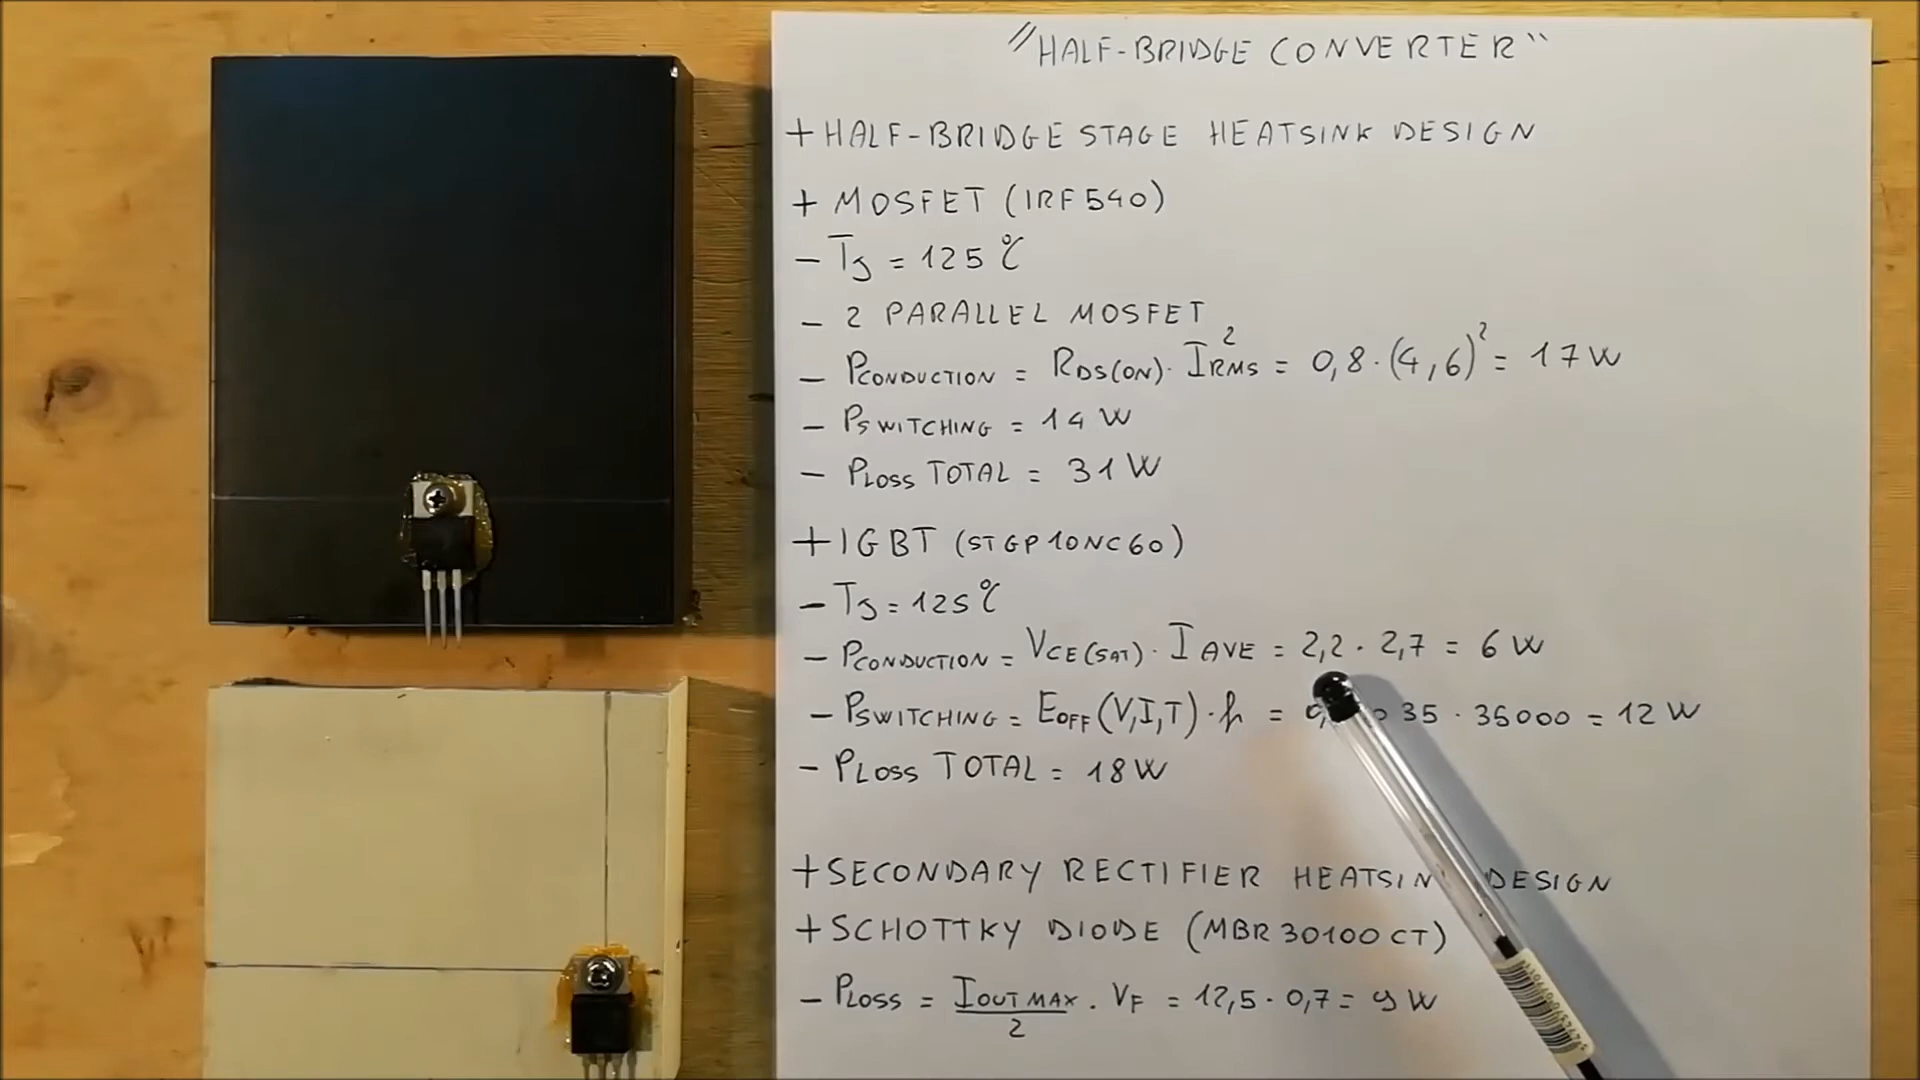 "HALF-BRIDGE CONVERTER"
+ HALF-BRIDGE STAGE HEATSINK DESIGN
+ MOSFET (IRF540)
- TJ = 125 ℃
- 2 PARALLEL MOSFET
- PCONDUCTION = RDS(ON) · IRMS² = 0,8 · (4,6)² = 17 W
- PSWITCHING = 14 W
- PLOSS TOTAL = 31 W
+ IGBT (STGP10NC60)
- TJ = 125 ℃
- PCONDUCTION = VCE(SAT) · IAVE = 2,2 · 2,7 = 6 W
- PSWITCHING = EOFF(V,I,T) · f = 35 · 35000 = 12 W
- PLOSS TOTAL = 18 W
+ SECONDARY RECTIFIER HEATSIN DESIGN
+ SCHOTTKY DIODE (MBR30100CT)
- PLOSS = IOUTMAX/2 · VF = 12,5 · 0,7 = 9 W